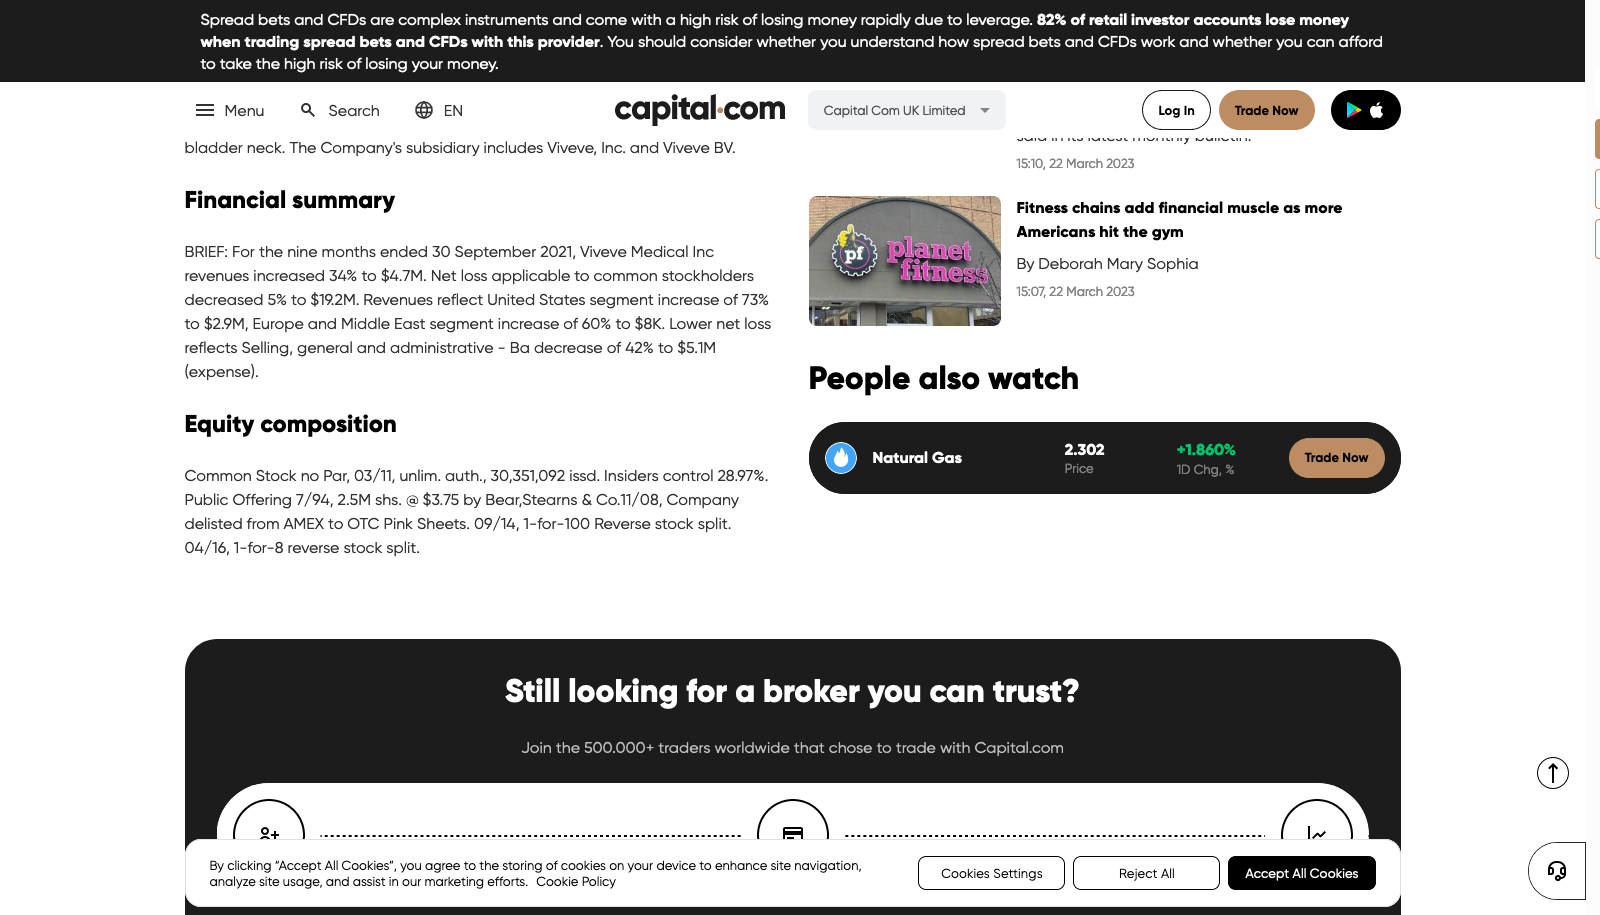 Spread bets and CFDs are complex instruments and come with a high risk of losing money rapidly due to leverage. 82% of retail investor accounts lose money
when trading spread bets and CFDs with this provider. You should consider whether you understand how spread bets and CFDs work and whether you can afford
to take the high risk of losing your money.
Menu
Search
EN
capital.com
Capital Com UK Limited
Log In
Trade Now
bladder neck. The Company's subsidiary includes Viveve, Inc. and Viveve BV.
Financial summary
BRIEF: For the nine months ended 30 September 2021, Viveve Medical Inc
revenues increased 34% to $4.7M. Net loss applicable to common stockholders
decreased 5% to $19.2M. Revenues reflect United States segment increase of 73%
to $2.9M, Europe and Middle East segment increase of 60% to $8K. Lower net loss
reflects Selling, general and administrative - Ba decrease of 42% to $5.1M
(expense).
Equity composition
Common Stock no Par, 03/11, unlim. auth., 30,351,092 issd. Insiders control 28.97%.
Public Offering 7/94, 2.5M shs. @ $3.75 by Bear,Stearns & Co.11/08, Company
delisted from AMEX to OTC Pink Sheets. 09/14, 1-for-100 Reverse stock split.
04/16, 1-for-8 reverse stock split.
said in its latest monthly bulletin.
15:10, 22 March 2023
pf planet
fitness
Fitness chains add financial muscle as more
Americans hit the gym
By Deborah Mary Sophia
15:07, 22 March 2023
People also watch
Natural Gas
2.302
Price
+1.860%
1D Chg, %
Trade Now
Still looking for a broker you can trust?
Join the 500.000+ traders worldwide that chose to trade with Capital.com
By clicking “Accept All Cookies”, you agree to the storing of cookies on your device to enhance site navigation,
analyze site usage, and assist in our marketing efforts. Cookie Policy
Cookies Settings
Reject All
Accept All Cookies